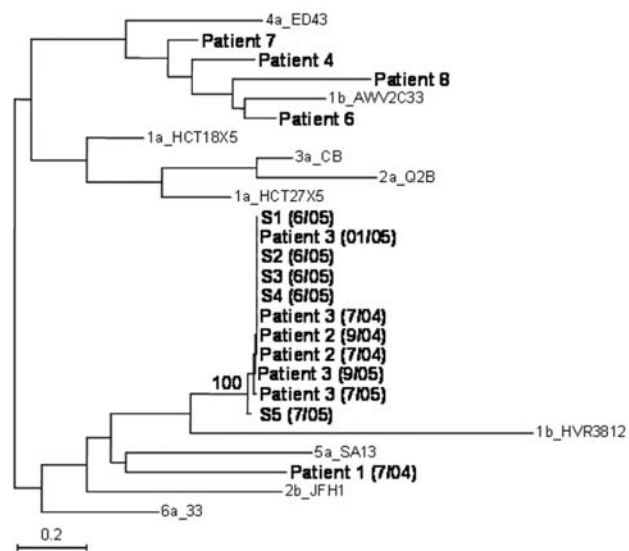 4a_ED43
Patient 7
Patient 4
Patient 8
1b_AWV2C33
Patient 6
1a_HCT18X5
3a_CB
2a_Q2B
1a_HCT27X5
S1 (6/05)
Patient 3 (01/05)
S2 (6/05)
S3 (6/05)
S4 (6/05)
Patient 3 (7/04)
Patient 2 (9/04)
Patient 2 (7/04)
100
Patient 3 (9/05)
Patient 3 (7/05)
S5 (7/05)
1b_HVR3812
5a_SA13
Patient 1 (7/04)
2b_JFH1
6a_33
0.2